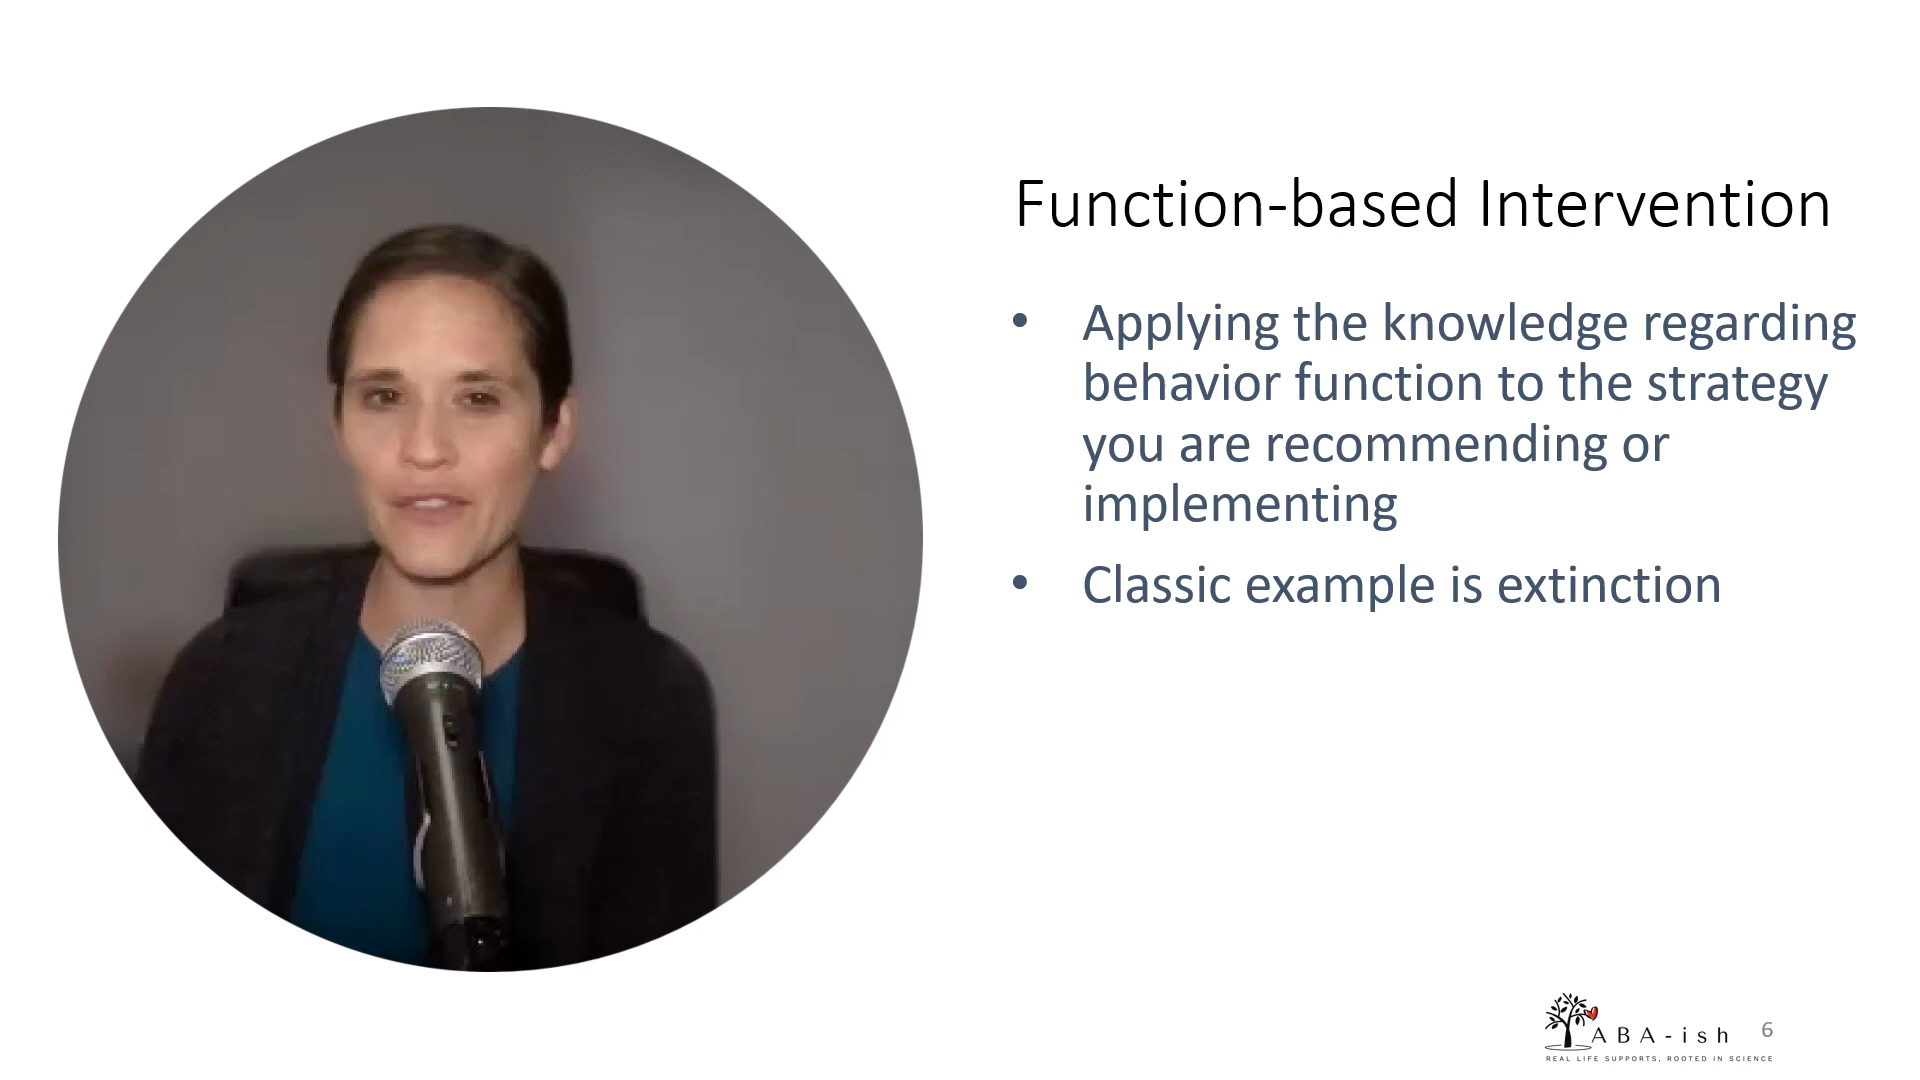 Function-based Intervention
• Applying the knowledge regarding
behavior function to the strategy
you are recommending or
implementing
• Classic example is extinction
ABA-ish
REAL LIFE SUPPORTS, ROOTED IN SCIENCE
6